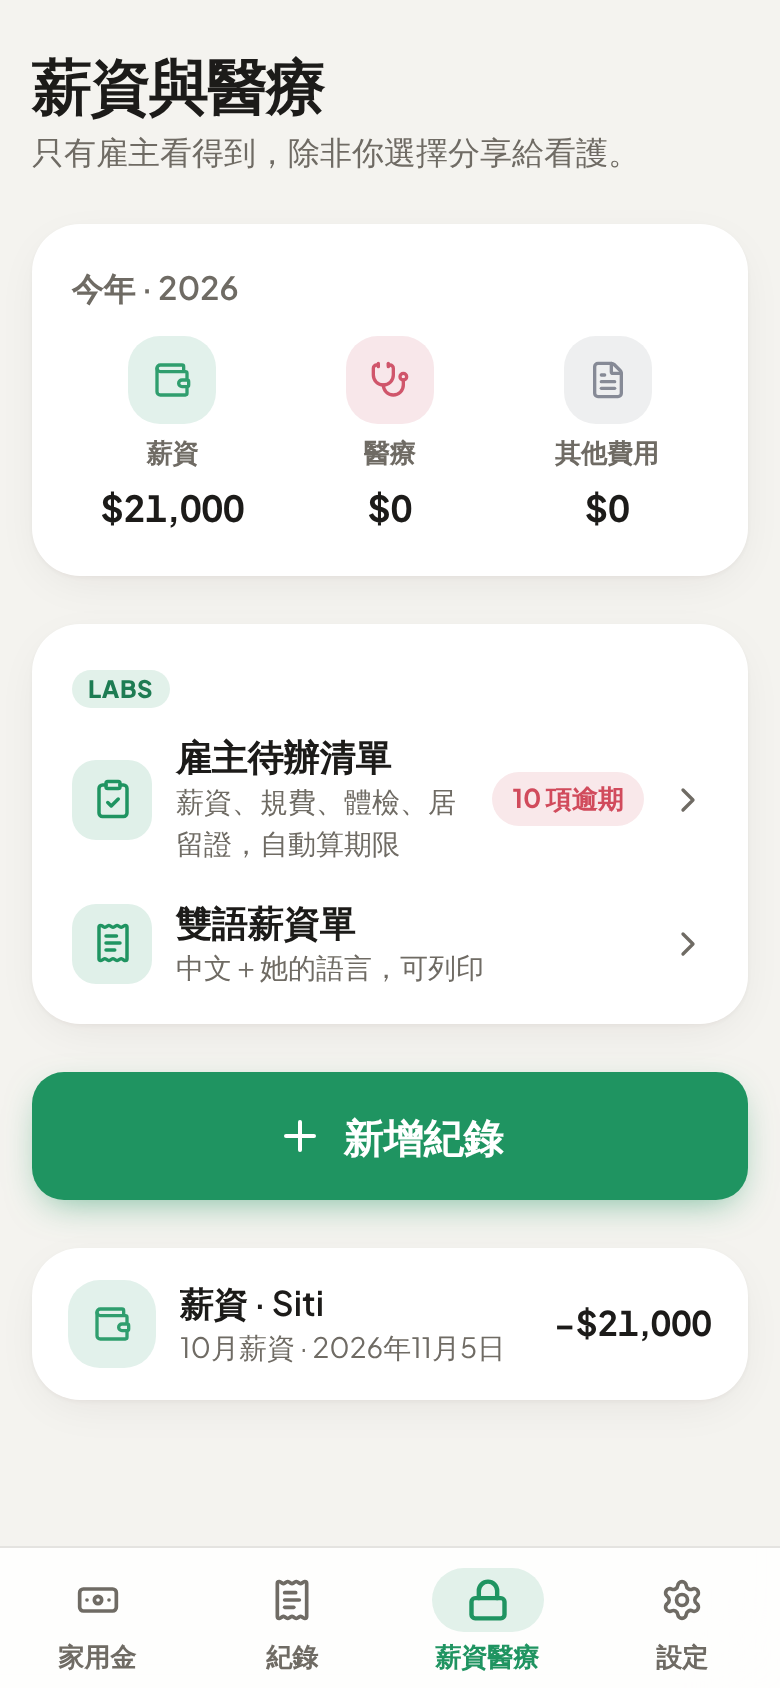 薪資與醫療
只有雇主看得到，除非你選擇分享給看護。
今年 · 2026
薪資
醫療
其他費用
$21,000
$0
$0
LABS
雇主待辦清單
薪資、規費、體檢、居
留證，自動算期限
10 項逾期
雙語薪資單
中文＋她的語言，可列印
新增紀錄
薪資 · Siti
10月薪資 · 2026年11月5日
−$21,000
家用金
紀錄
薪資醫療
設定